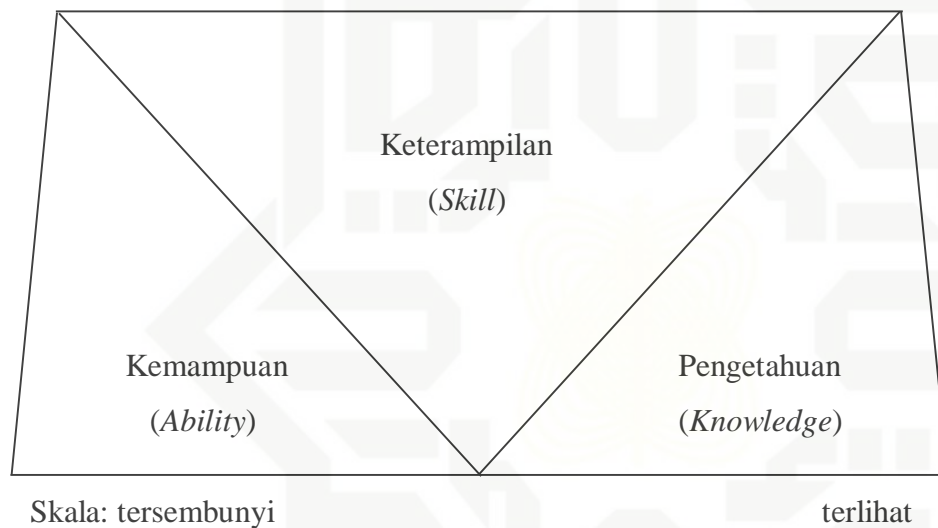 Keterampilan
(Skill)
Kemampuan
(Ability)
Pengetahuan
(Knowledge)
Skala: tersembunyi terlihat